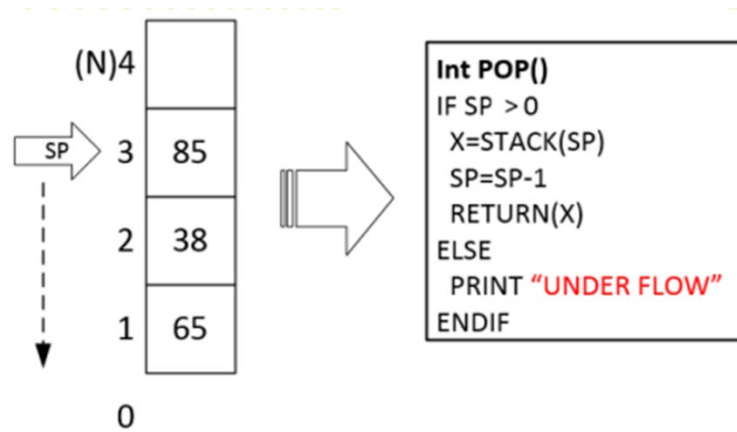 (N)4
SP
3 85
2 38
1 65
0
Int POP()
IF SP > 0
X=STACK(SP)
SP=SP-1
RETURN(X)
ELSE
PRINT “UNDER FLOW”
ENDIF